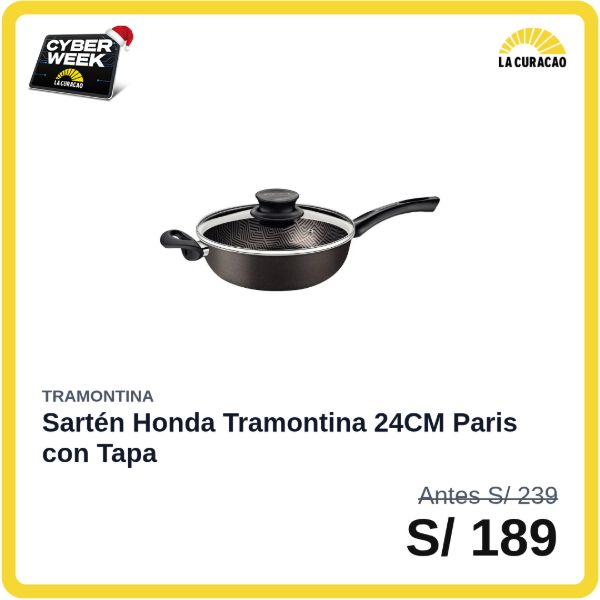 CYBER
WEEK
LA CURACAO
LA CURACAO
TRAMONTINA
Sartén Honda Tramontina 24CM Paris
con Tapa
Antes S/ 239
S/ 189